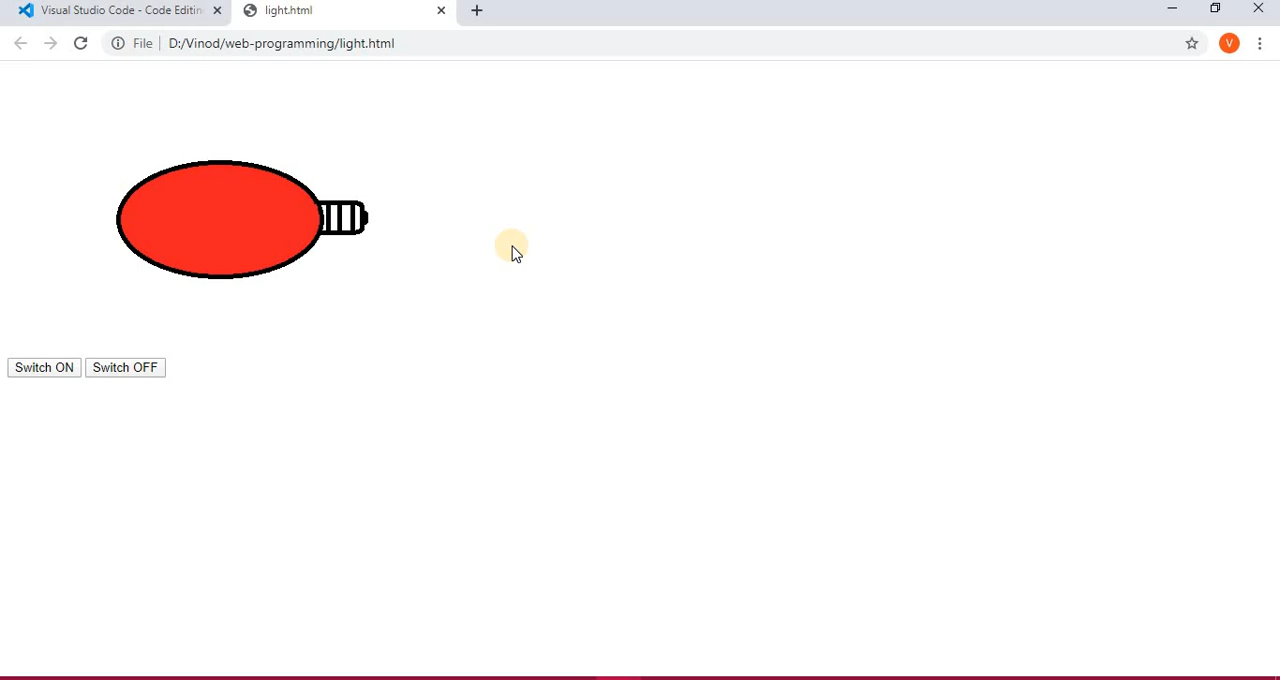 Visual Studio Code - Code Editin
light.html
File
D:/Vinod/web-programming/light.html
V
Switch ON
Switch OFF